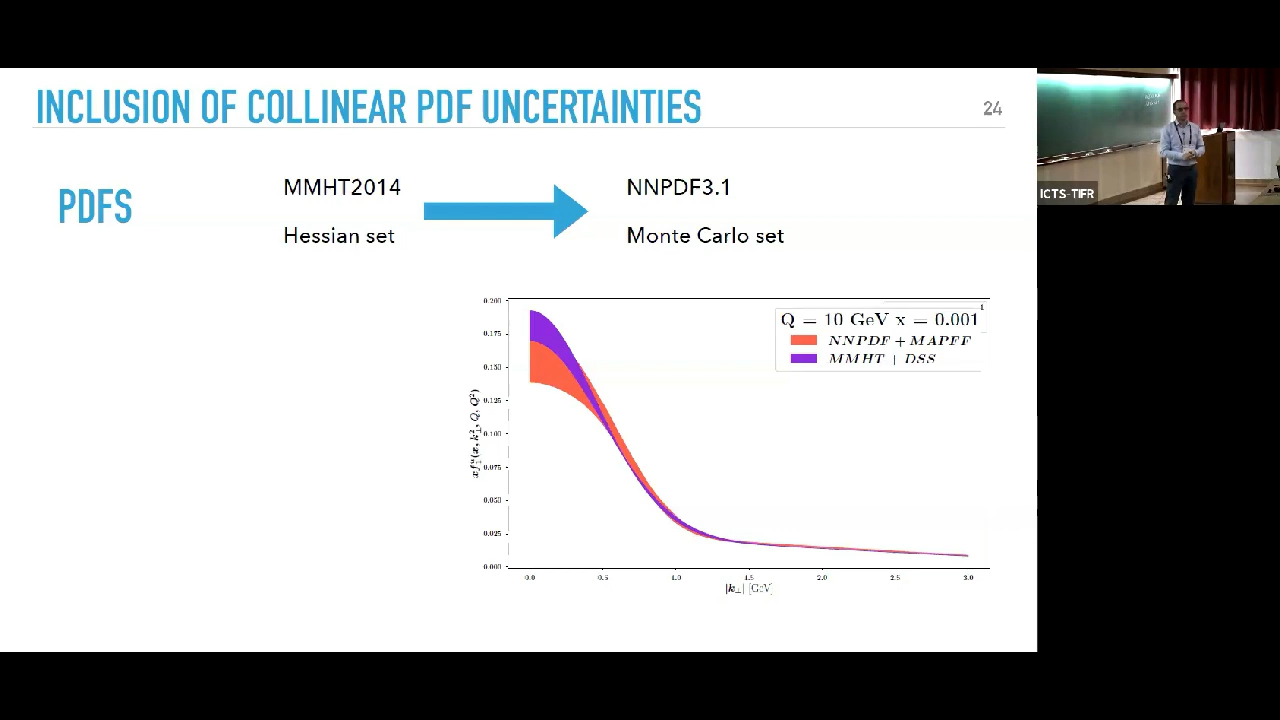 INCLUSION OF COLLINEAR PDF UNCERTAINTIES
24
PDFS
MMHT2014
NNPDF3.1
Hessian set
Monte Carlo set
Q = 10 GeV x = 0.001
NNPDF + MAPFF
MMHT + DSS
0.200
0.175
0.150
0.125
0.100
0.075
0.050
0.025
0.000
0.0 0.5 1.0 1.5 2.0 2.5 3.0
|k⊥| [GeV]
ICTS-TIFR